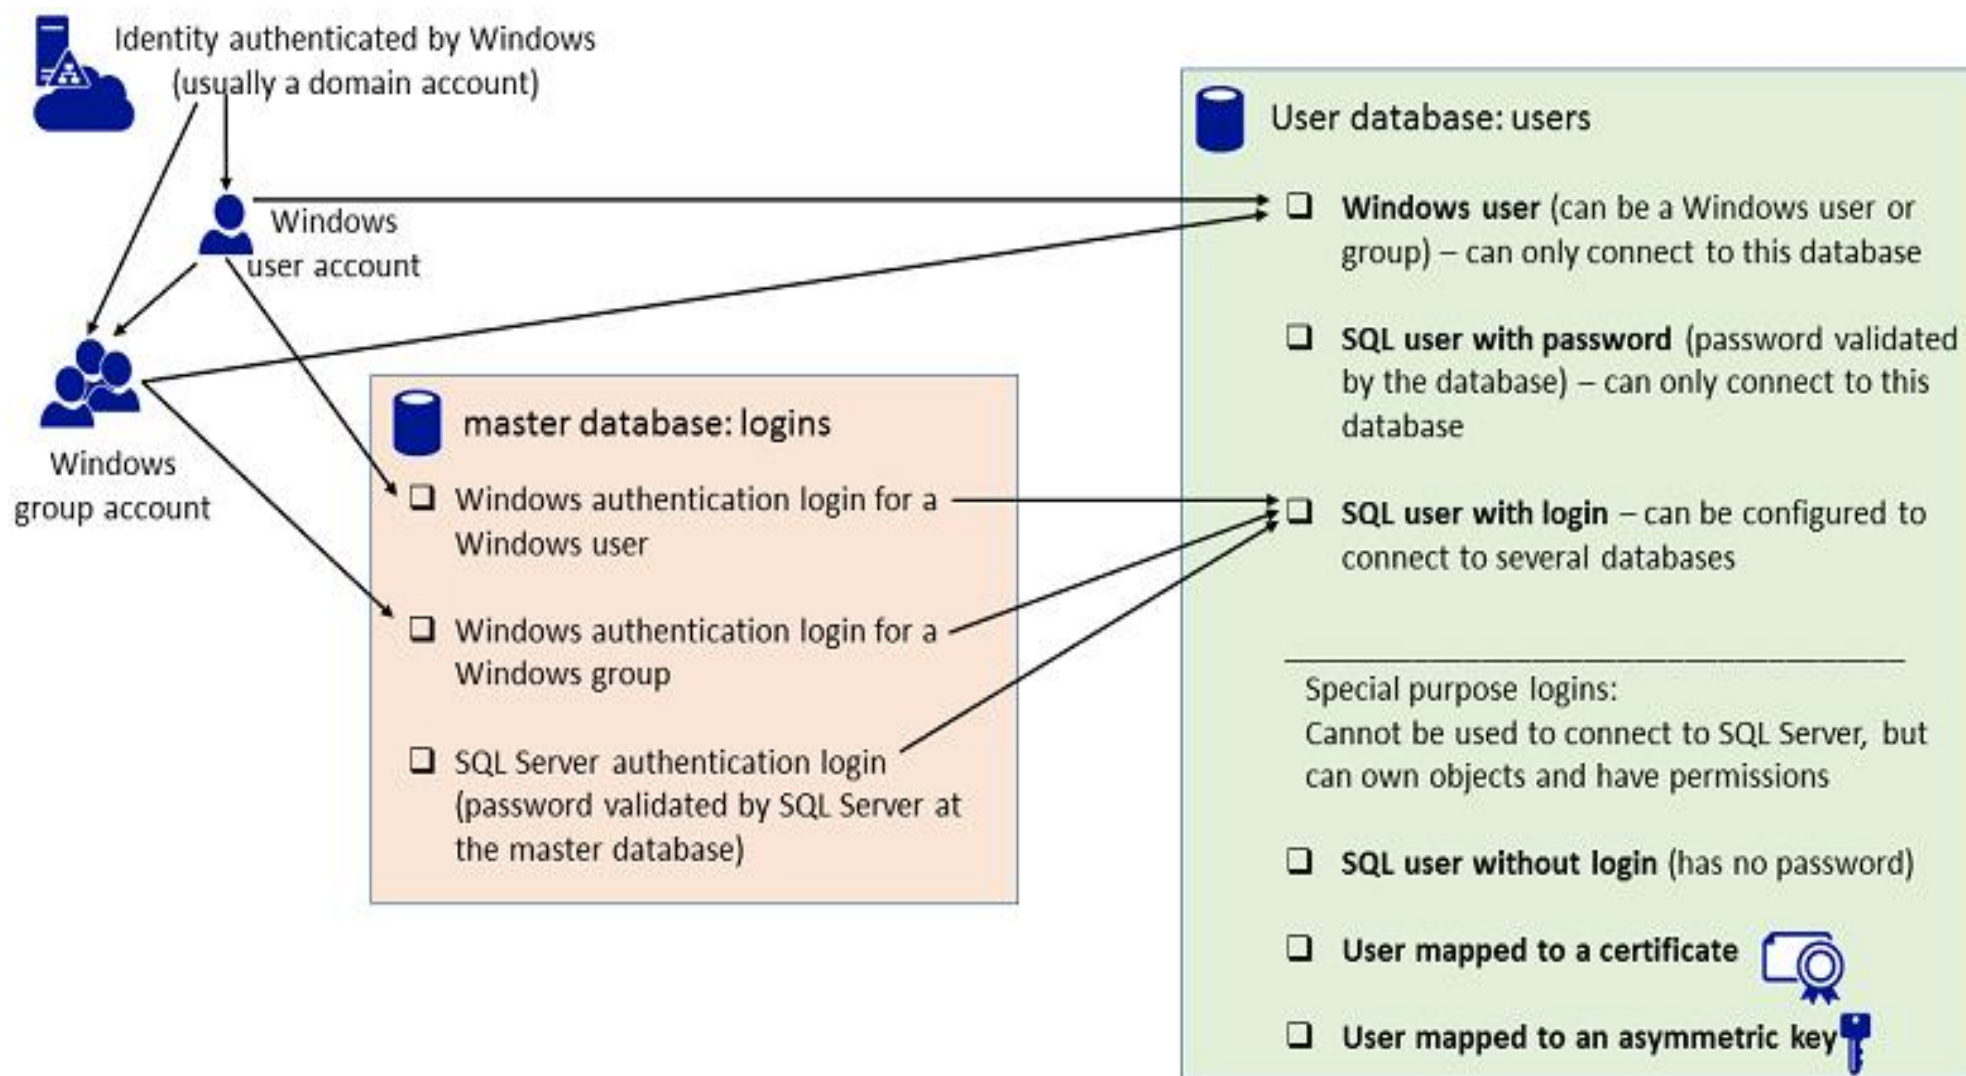 Identity authenticated by Windows
(usually a domain account)
Windows
user account
Windows
group account
master database: logins
❑ Windows authentication login for a
Windows user
❑ Windows authentication login for a
Windows group
❑ SQL Server authentication login
(password validated by SQL Server at
the master database)
User database: users
❑ Windows user (can be a Windows user or
group) – can only connect to this database
❑ SQL user with password (password validated
by the database) – can only connect to this
database
❑ SQL user with login – can be configured to
connect to several databases
Special purpose logins:
Cannot be used to connect to SQL Server, but
can own objects and have permissions
❑ SQL user without login (has no password)
❑ User mapped to a certificate
❑ User mapped to an asymmetric key